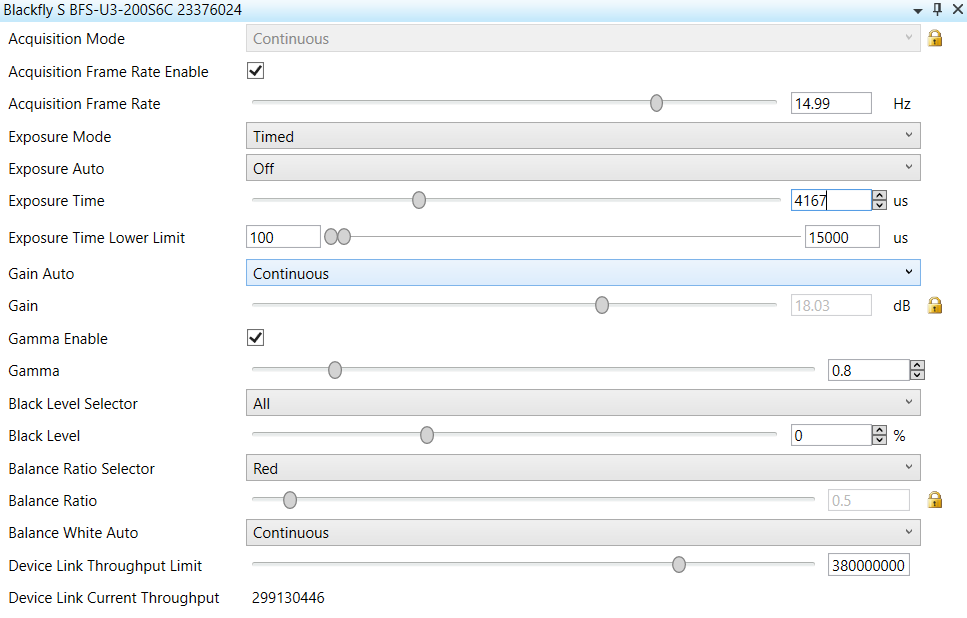 Blackfly S BFS-U3-200S6C 23376024
Acquisition Mode Continuous
Acquisition Frame Rate Enable
Acquisition Frame Rate 14.99 Hz
Exposure Mode Timed
Exposure Auto Off
Exposure Time 4167 us
Exposure Time Lower Limit 100 15000 us
Gain Auto Continuous
Gain 18.03 dB
Gamma Enable
Gamma 0.8
Black Level Selector All
Black Level 0 %
Balance Ratio Selector Red
Balance Ratio 0.5
Balance White Auto Continuous
Device Link Throughput Limit 380000000
Device Link Current Throughput 299130446